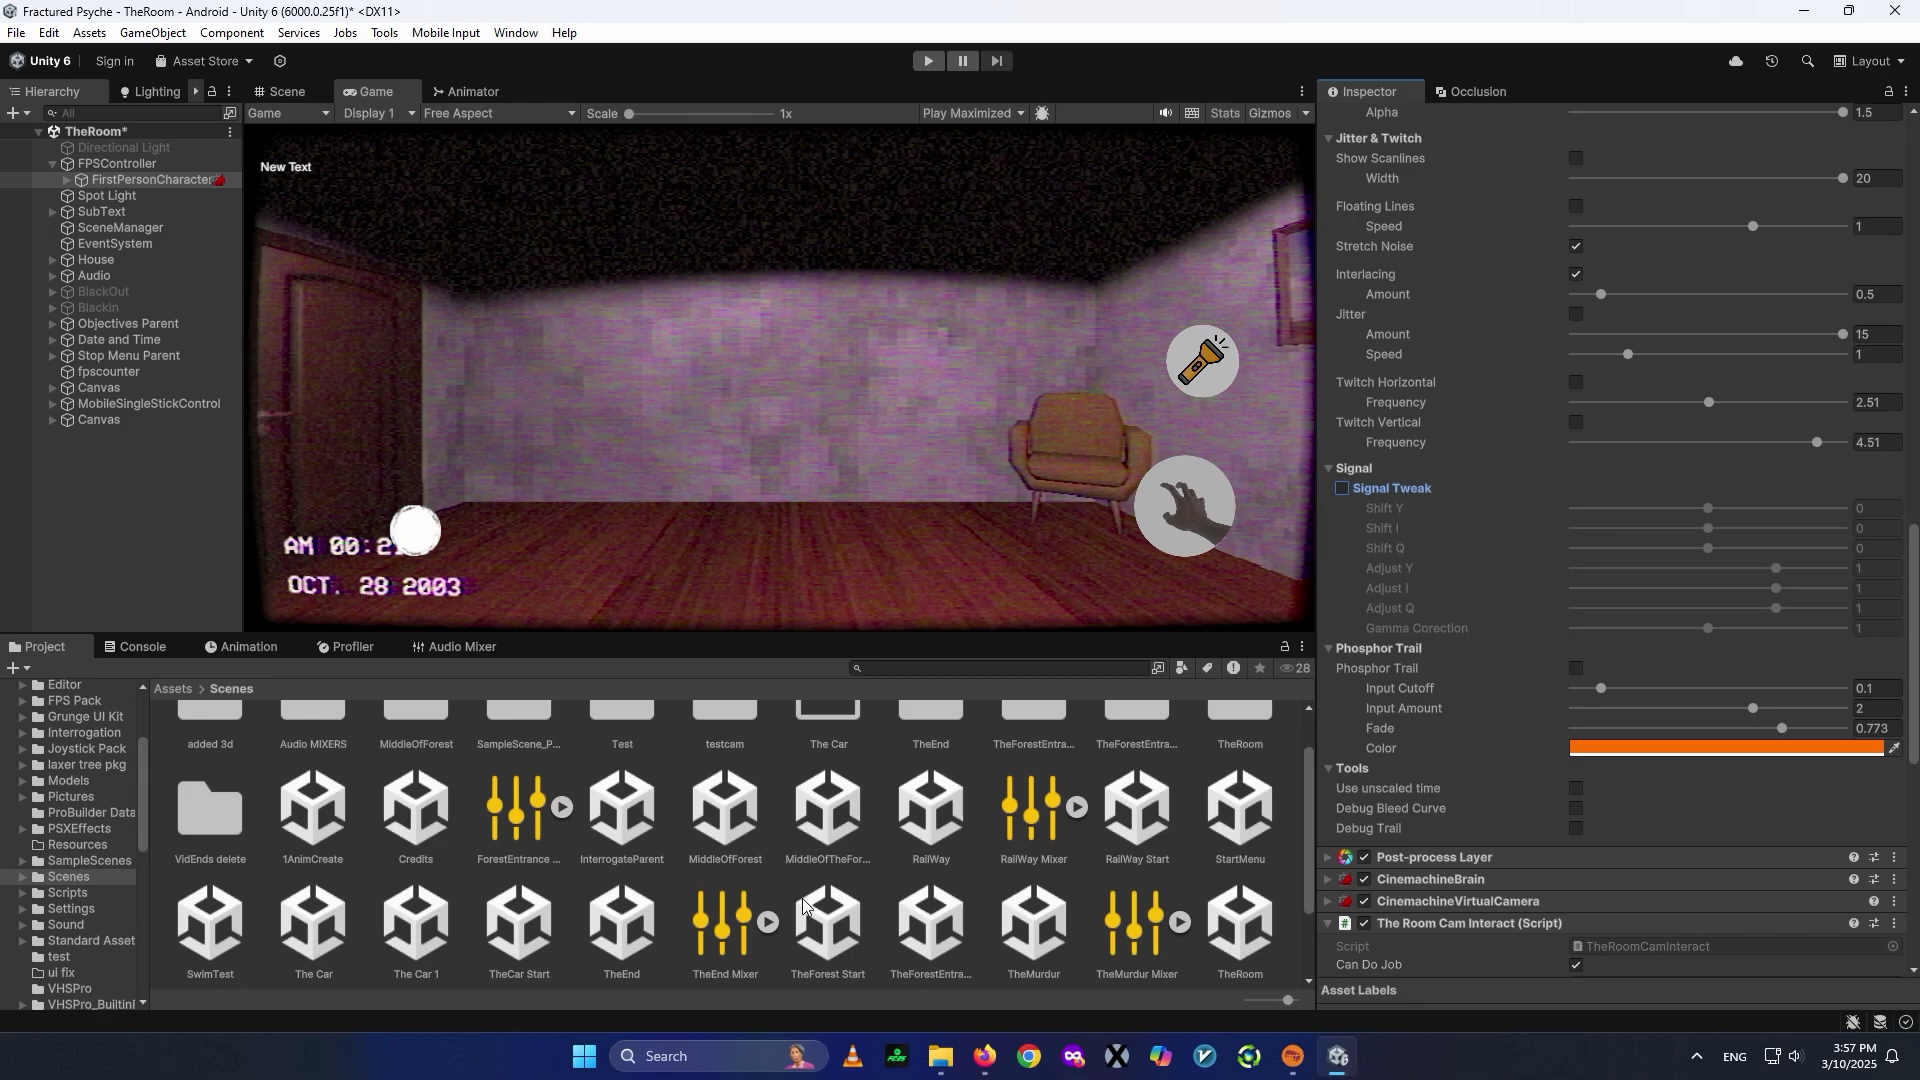 Fractured Psyche - TheRoom - Android - Unity 6 (6000.0.25f1)* <DX11>
File Edit Assets GameObject Component Services Jobs Tools Mobile Input Window Help
Unity 6 Sign in Asset Store Layout
Hierarchy Lighting Scene Game Animator Inspector Occlusion
All Game Display 1 Free Aspect Scale 1x Play Maximized Stats Gizmos
TheRoom*
Directional Light
FPSController
FirstPersonCharacter
Spot Light
SubText
SceneManager
EventSystem
House
Audio
BlackOut
BlackIn
Objectives Parent
Date and Time
Stop Menu Parent
fpscounter
Canvas
MobileSingleStickControl
Canvas
New Text
OCT. 28 2003
Alpha 1.5
Jitter & Twitch
Show Scanlines
Width 20
Floating Lines
Speed 1
Stretch Noise
Interlacing
Amount 0.5
Jitter
Amount 15
Speed 1
Twitch Horizontal
Frequency 2.51
Twitch Vertical
Frequency 4.51
Signal
Signal Tweak
Shift Y 0
Shift I 0
Shift Q 0
Adjust Y 1
Adjust I 1
Adjust Q 1
Gamma Corection 1
Phosphor Trail
Phosphor Trail
Input Cutoff 0.1
Input Amount 2
Fade 0.773
Color
Tools
Use unscaled time
Debug Bleed Curve
Debug Trail
Post-process Layer
CinemachineBrain
CinemachineVirtualCamera
The Room Cam Interact (Script)
Script TheRoomCamInteract
Can Do Job
Asset Labels
Project Console Animation Profiler Audio Mixer
28
Editor
FPS Pack
Grunge UI Kit
Interrogation
Joystick Pack
laxer tree pkg
Models
Pictures
ProBuilder Data
PSXEffects
Resources
SampleScenes
Scenes
Scripts
Settings
Sound
Standard Asset
test
ui fix
VHSPro
VHSPro_Builtin
Assets > Scenes
added 3d Audio MIXERS MiddleOfForest SampleScene_P... Test testcam The Car TheEnd TheForestEntra... TheForestEntra... TheRoom
VidEnds delete 1AnimCreate Credits ForestEntrance ... InterrogateParent MiddleOfForest MiddleOfTheFor... RailWay RailWay Mixer RailWay Start StartMenu
SwimTest The Car The Car 1 TheCar Start TheEnd TheEnd Mixer TheForest Start TheForestEntra... TheMurdur TheMurdur Mixer TheRoom
Search
ENG
3:57 PM
3/10/2025